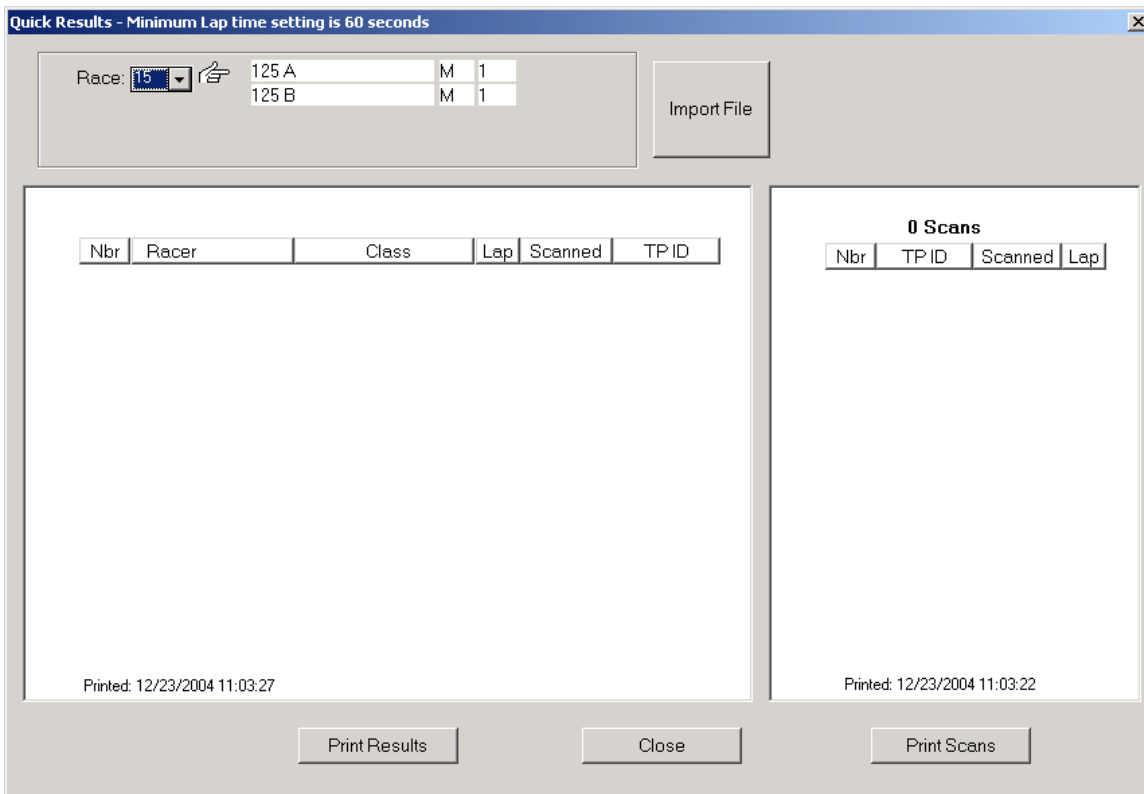 Quick Results - Minimum Lap time setting is 60 seconds
Race: 15 125 A M 1
125 B M 1
Import File
Nbr Racer Class Lap Scanned TP ID
0 Scans
Nbr TP ID Scanned Lap
Printed: 12/23/2004 11:03:27
Printed: 12/23/2004 11:03:22
Print Results Close Print Scans